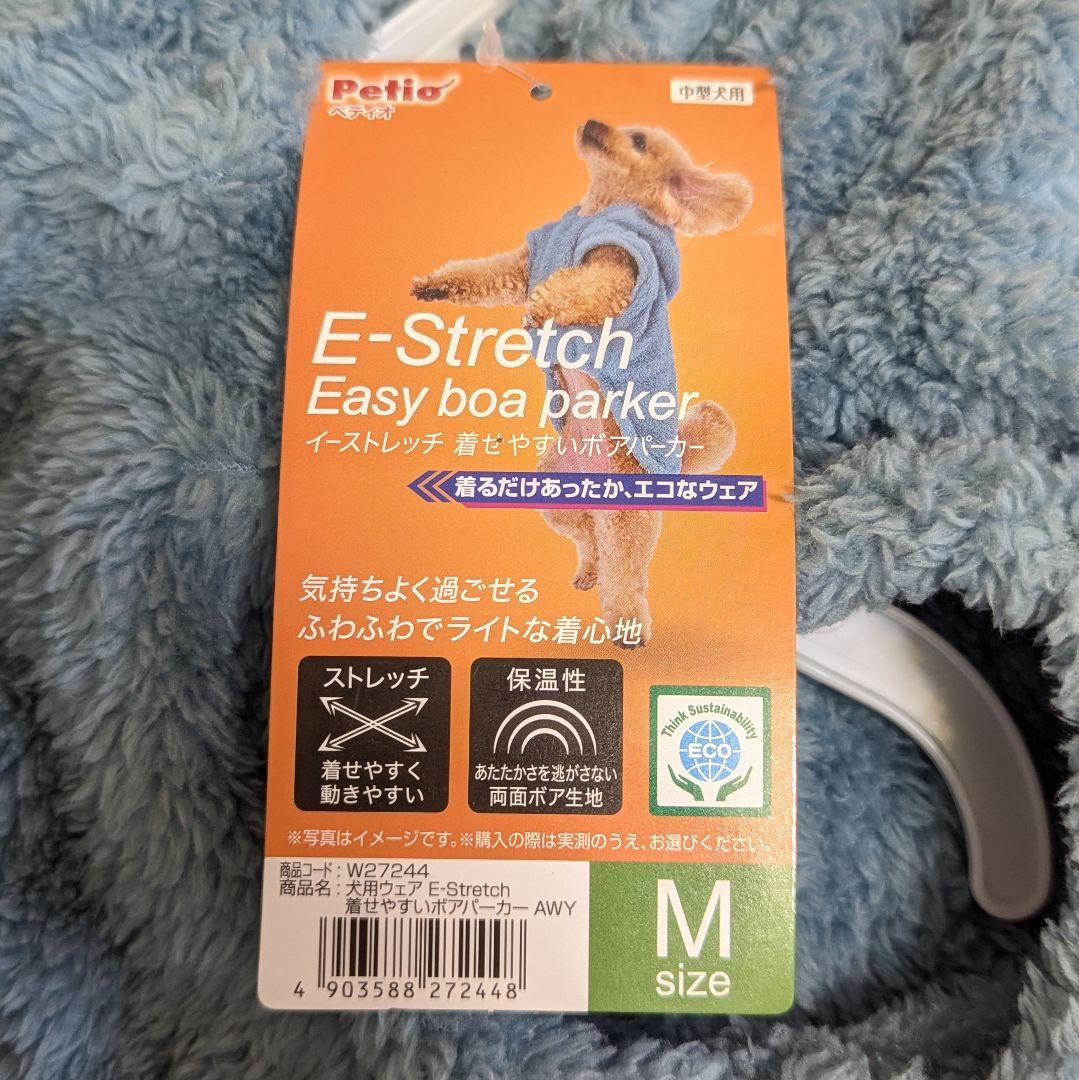 Petio
ペティオ
中型犬用
E-Stretch
Easy boa parker
イーストレッチ 着せやすいボアパーカー
着るだけあったか、エコなウェア
気持ちよく過ごせる
ふわふわでライトな着心地
ストレッチ
着せやすく
動きやすい
保温性
あたたかさを逃がさない
両面ボア生地
Think Sustainability
ECO
※写真はイメージです。※購入の際は実測のうえ、お選びください。
商品コード：W27244
商品名：犬用ウェア E-Stretch
着せやすいボアパーカー AWY
4 903588 272448
M
size